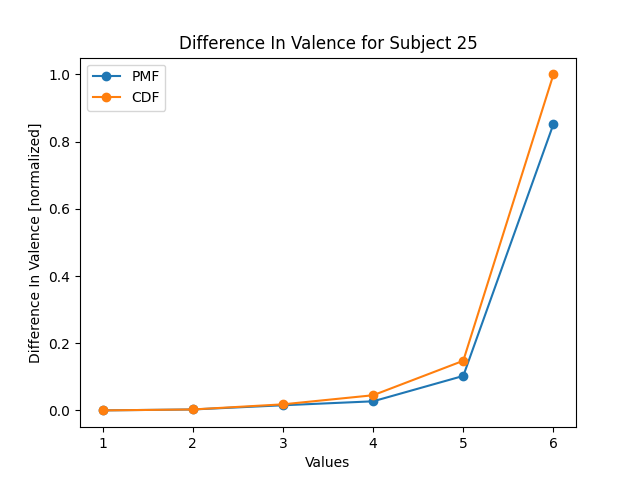 Difference In Valence for Subject 25
PMF
CDF
Difference In Valence [normalized]
1.0
0.8
0.6
0.4
0.2
0.0
1 2 3 4 5 6
Values